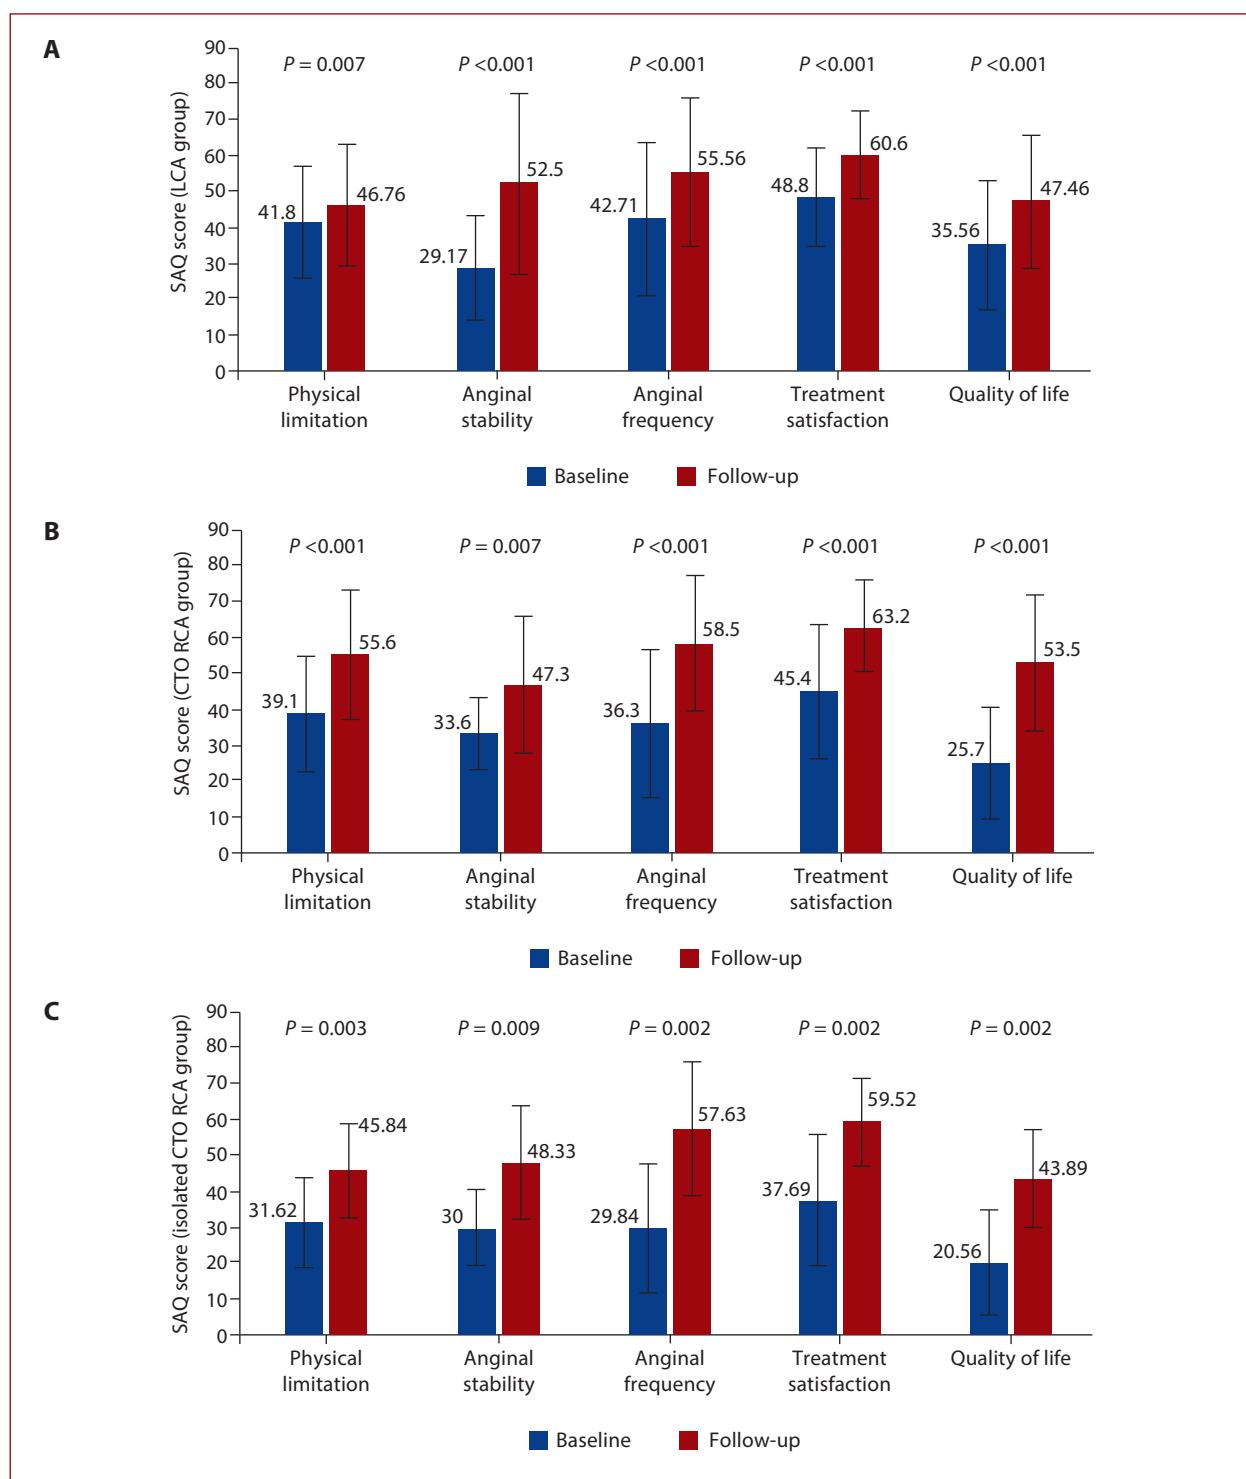 A
SAQ score (LCA group)
90
80
70
60
50
40
30
20
10
0
P = 0.007
P <0.001
P <0.001
P <0.001
P <0.001
41.8
46.76
29.17
52.5
42.71
55.56
48.8
60.6
35.56
47.46
Physical
limitation
Anginal
stability
Anginal
frequency
Treatment
satisfaction
Quality of life
Baseline
Follow-up
B
SAQ score (CTO RCA group)
90
80
70
60
50
40
30
20
10
0
P <0.001
P = 0.007
P <0.001
P <0.001
P <0.001
39.1
55.6
33.6
47.3
36.3
58.5
45.4
63.2
25.7
53.5
Physical
limitation
Anginal
stability
Anginal
frequency
Treatment
satisfaction
Quality of life
Baseline
Follow-up
C
SAQ score (isolated CTO RCA group)
90
80
70
60
50
40
30
20
10
0
P = 0.003
P = 0.009
P = 0.002
P = 0.002
P = 0.002
31.62
45.84
30
48.33
29.84
57.63
37.69
59.52
20.56
43.89
Physical
limitation
Anginal
stability
Anginal
frequency
Treatment
satisfaction
Quality of life
Baseline
Follow-up